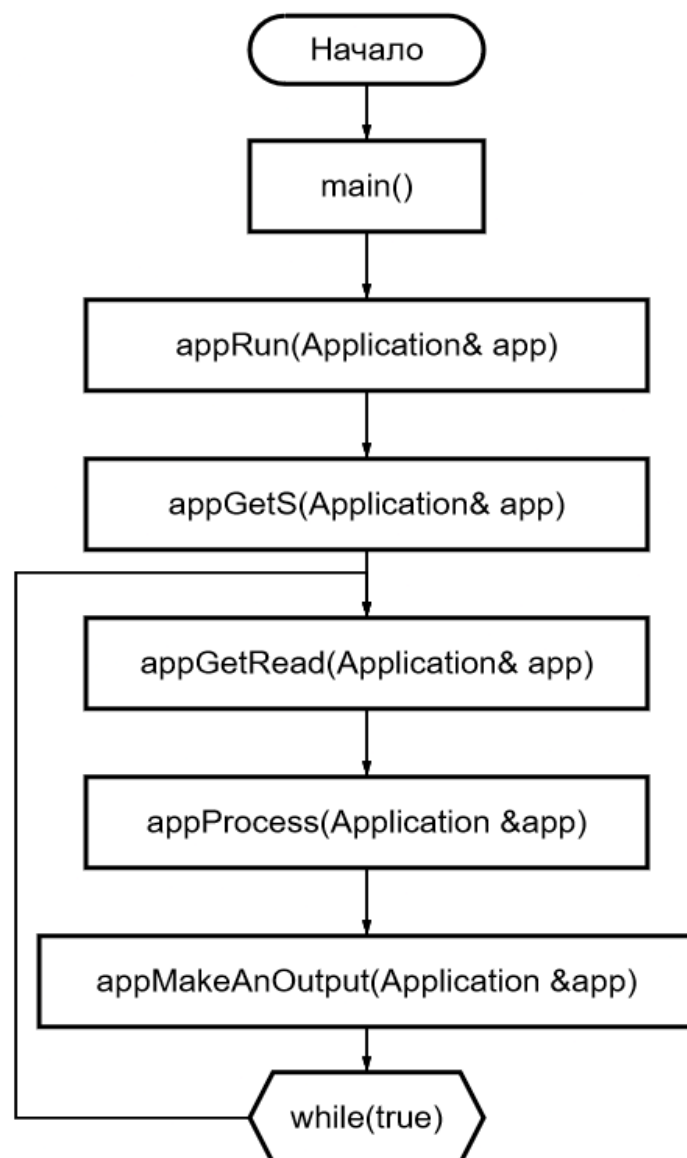 Начало
main()
appRun(Application& app)
appGetS(Application& app)
appGetRead(Application& app)
appProcess(Application &app)
appMakeAnOutput(Application &app)
while(true)